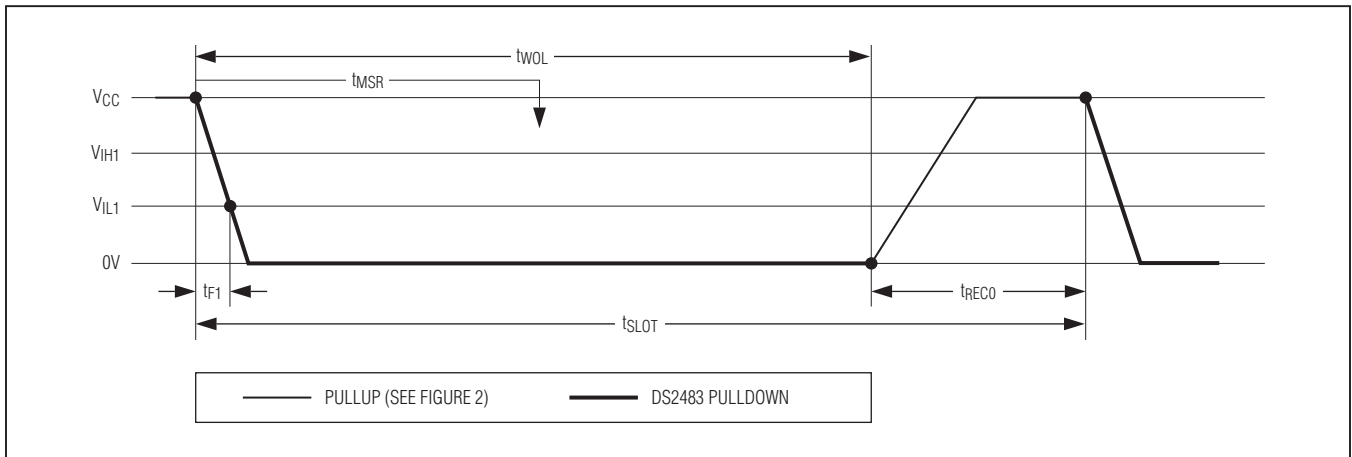 tWOL
tMSR
VCC
VIH1
VIL1
0V
tF1
tREC0
tSLOT
PULLUP (SEE FIGURE 2)
DS2483 PULLDOWN